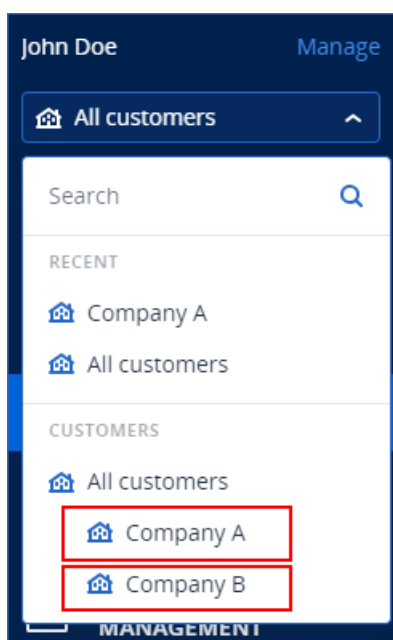 John Doe Manage
All customers
Search
RECENT
Company A
All customers
CUSTOMERS
All customers
Company A
Company B
MANAGEMENT